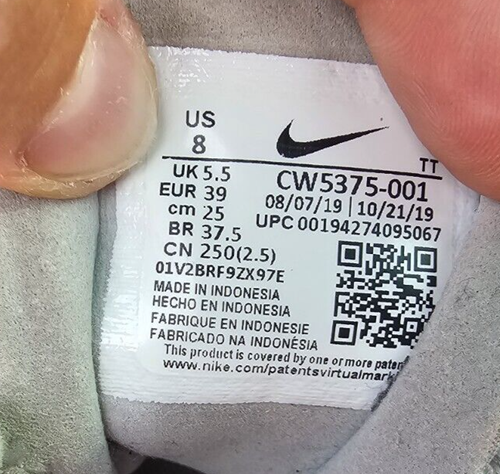 US
8
TT
UK 5.5
EUR 39
cm 25
BR 37.5
CN 250(2.5)
CW5375-001
08/07/19 | 10/21/19
UPC 00194274095067
01V2BRF9ZX97E
MADE IN INDONESIA
HECHO EN INDONESIA
FABRIQUE EN INDONESIE
FABRICADO NA INDONÉSIA
This product is covered by one or more
www.nike.com/patentsvirtualmark